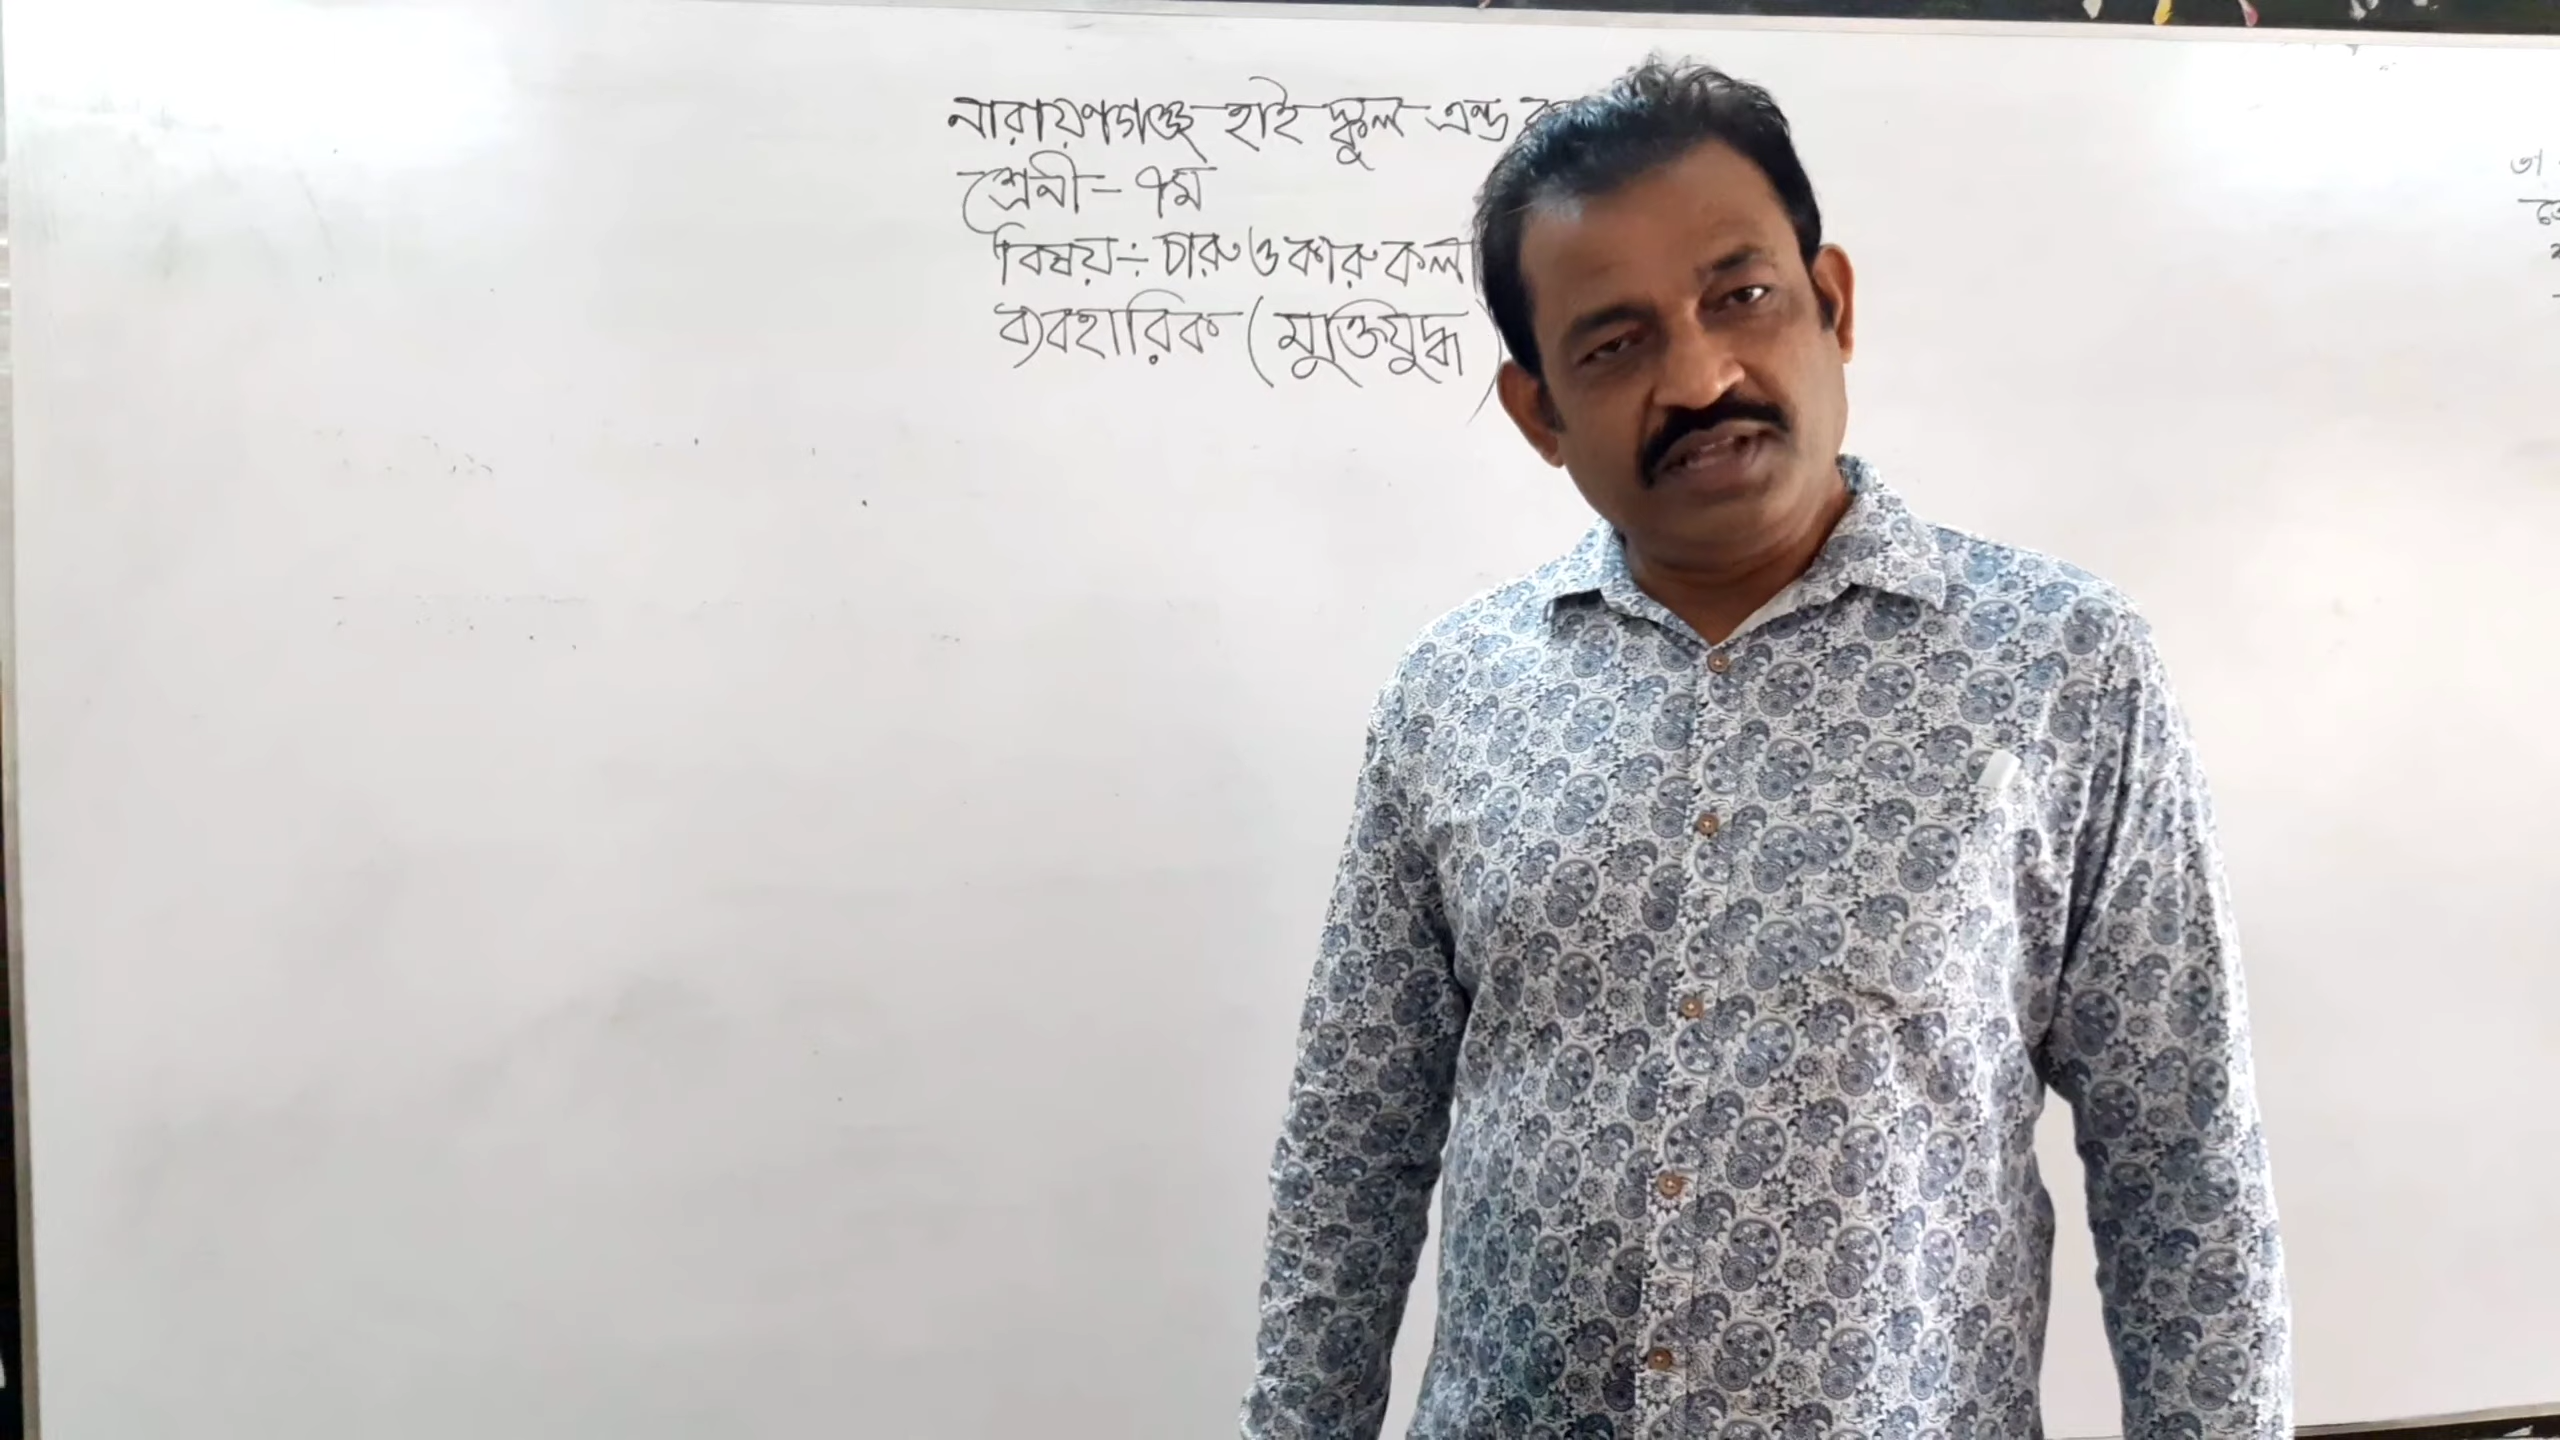 নারায়ণগঞ্জ হাই স্কুল এন্ড
শ্রেনী - ৭ম
বিষয় ÷ চারু ও কারুকলা
ব্যবহারিক (মুক্তিযুদ্ধ)